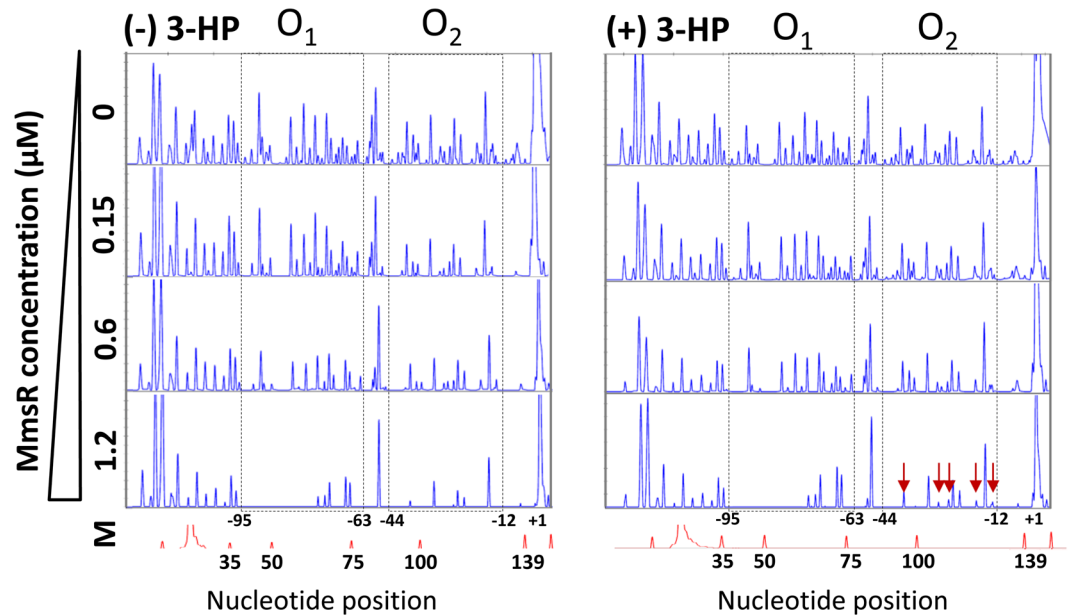 (-) 3-HP O₁ O₂
(+) 3-HP O₁ O₂
MmsR concentration (µM)
0
0.15
0.6
1.2
M
-95 -63 -44 -12 +1
35 50 75 100 139
Nucleotide position
-95 -63 -44 -12 +1
35 50 75 100 139
Nucleotide position